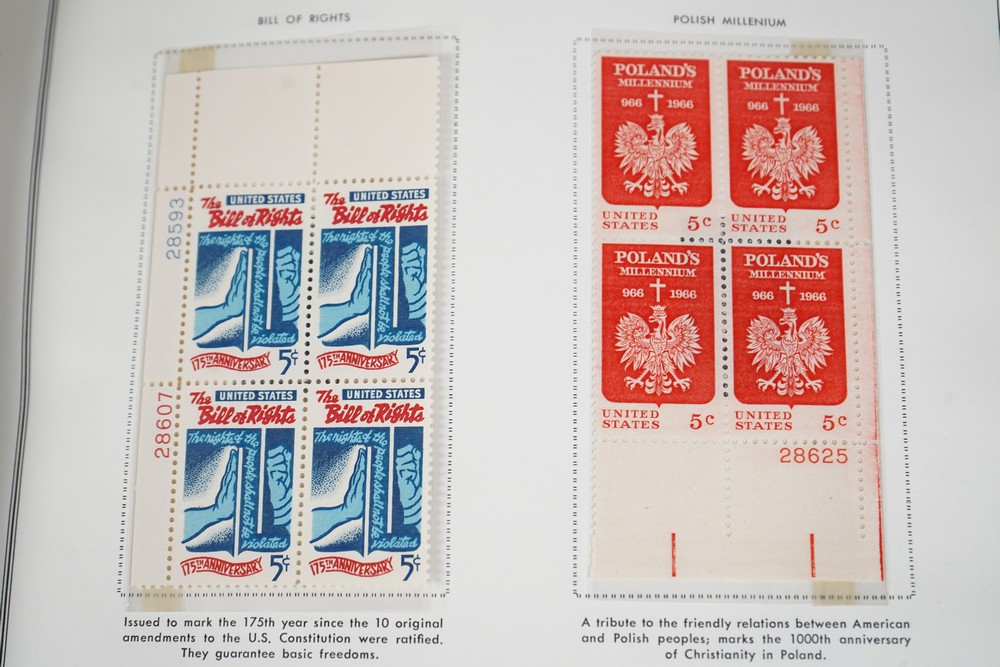 BILL OF RIGHTS
28593
28607
UNITED STATES
The
Bill of Rights
The rights of the
people shall not be
violated
175TH ANNIVERSARY
5¢
UNITED STATES
The
Bill of Rights
The rights of the
people shall not be
violated
175TH ANNIVERSARY
5¢
UNITED STATES
The
Bill of Rights
The rights of the
people shall not be
violated
175TH ANNIVERSARY
5¢
UNITED STATES
The
Bill of Rights
The rights of the
people shall not be
violated
175TH ANNIVERSARY
5¢
Issued to mark the 175th year since the 10 original
amendments to the U.S. Constitution were ratified.
They guarantee basic freedoms.
POLISH MILLENIUM
POLAND'S
MILLENNIUM
966 1966
UNITED
STATES 5c
POLAND'S
MILLENNIUM
966 1966
UNITED
STATES 5c
POLAND'S
MILLENNIUM
966 1966
UNITED
STATES 5c
POLAND'S
MILLENNIUM
966 1966
UNITED
STATES 5c
28625
A tribute to the friendly relations between American
and Polish peoples; marks the 1000th anniversary
of Christianity in Poland.